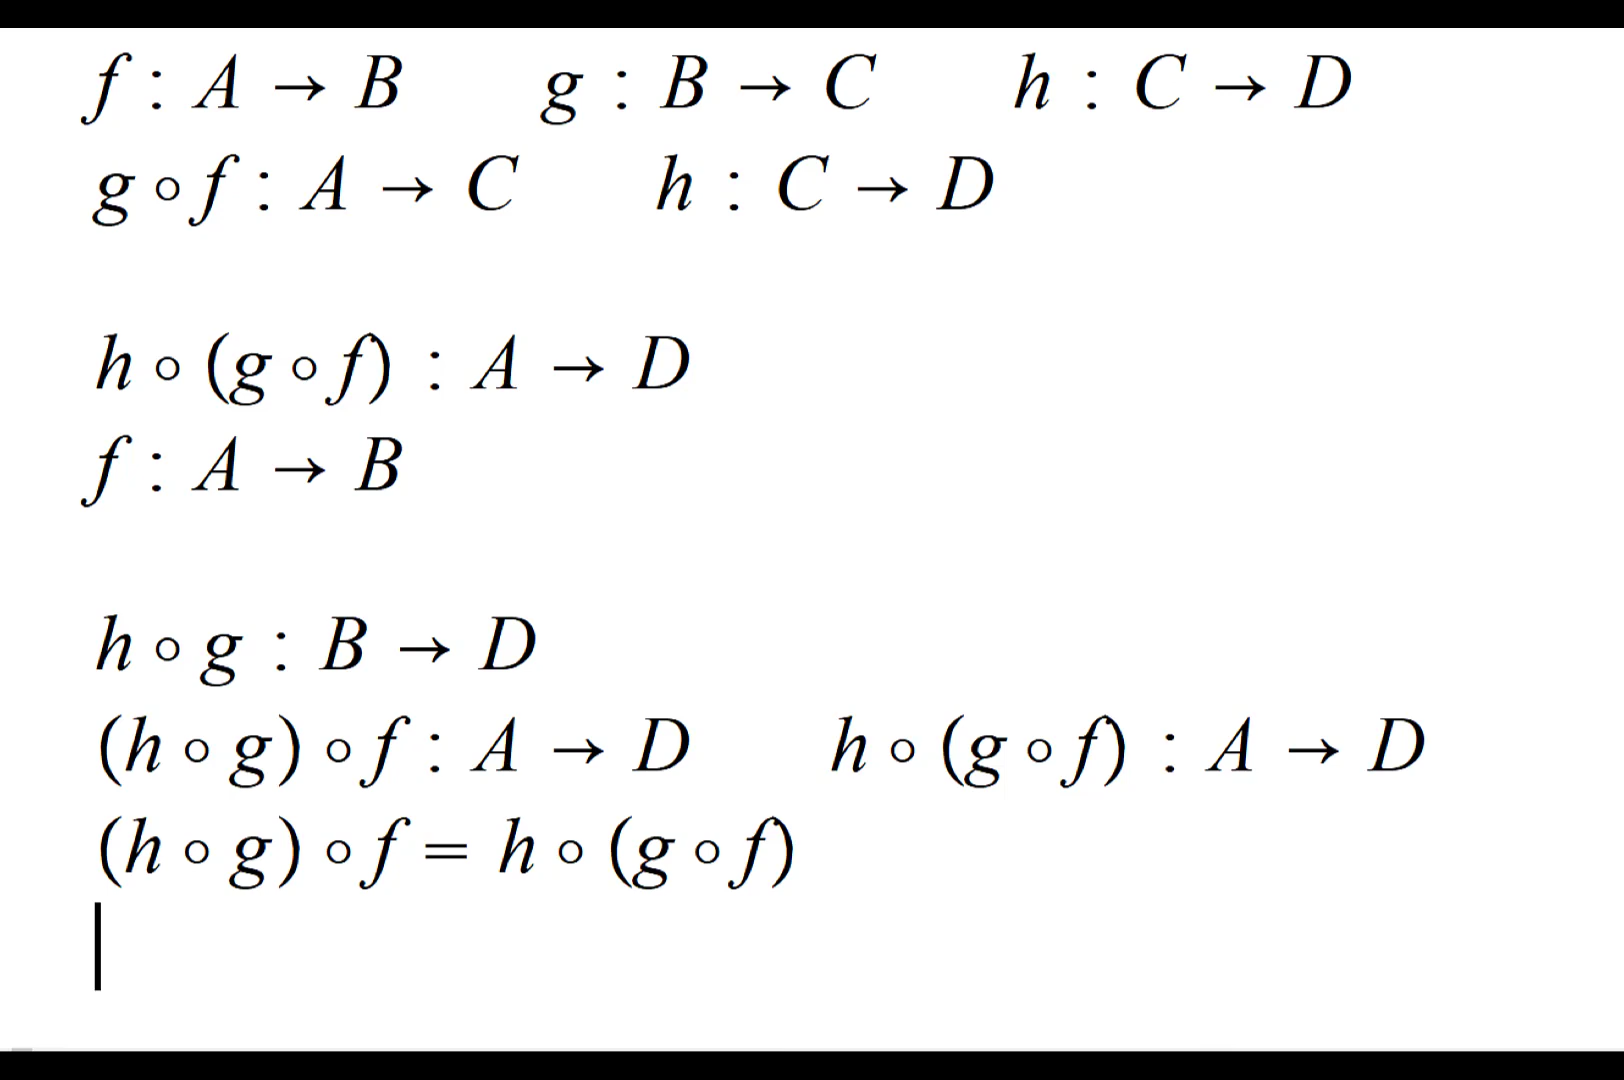 f : A → B g : B → C h : C → D
g ∘ f : A → C h : C → D
h ∘ (g ∘ f) : A → D
f : A → B
h ∘ g : B → D
(h ∘ g) ∘ f : A → D h ∘ (g ∘ f) : A → D
(h ∘ g) ∘ f = h ∘ (g ∘ f)